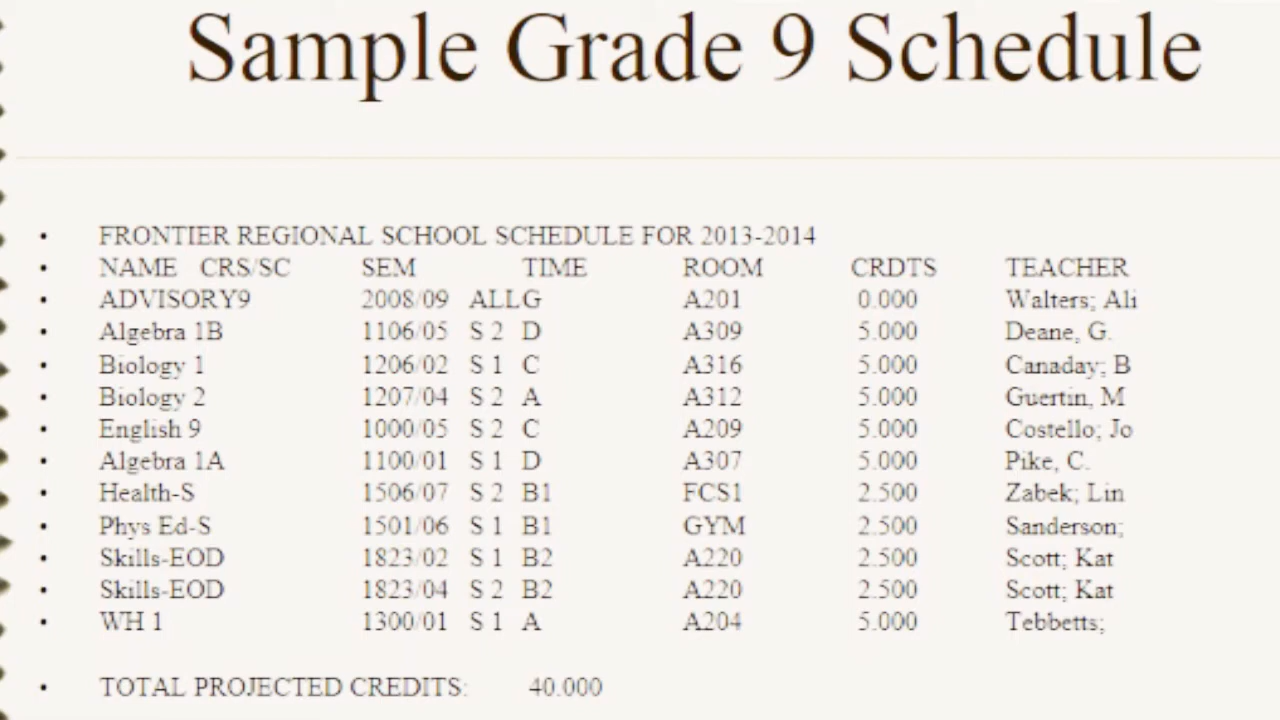 Sample Grade 9 Schedule
• FRONTIER REGIONAL SCHOOL SCHEDULE FOR 2013-2014
• NAME CRS/SC SEM TIME ROOM CRDTS TEACHER
• ADVISORY9 2008/09 ALLG A201 0.000 Walters; Ali
• Algebra 1B 1106/05 S 2 D A309 5.000 Deane, G.
• Biology 1 1206/02 S 1 C A316 5.000 Canaday; B
• Biology 2 1207/04 S 2 A A312 5.000 Guertin, M
• English 9 1000/05 S 2 C A209 5.000 Costello; Jo
• Algebra 1A 1100/01 S 1 D A307 5.000 Pike, C.
• Health-S 1506/07 S 2 B1 FCS1 2.500 Zabek; Lin
• Phys Ed-S 1501/06 S 1 B1 GYM 2.500 Sanderson;
• Skills-EOD 1823/02 S 1 B2 A220 2.500 Scott; Kat
• Skills-EOD 1823/04 S 2 B2 A220 2.500 Scott; Kat
• WH 1 1300/01 S 1 A A204 5.000 Tebbetts;
• TOTAL PROJECTED CREDITS: 40.000